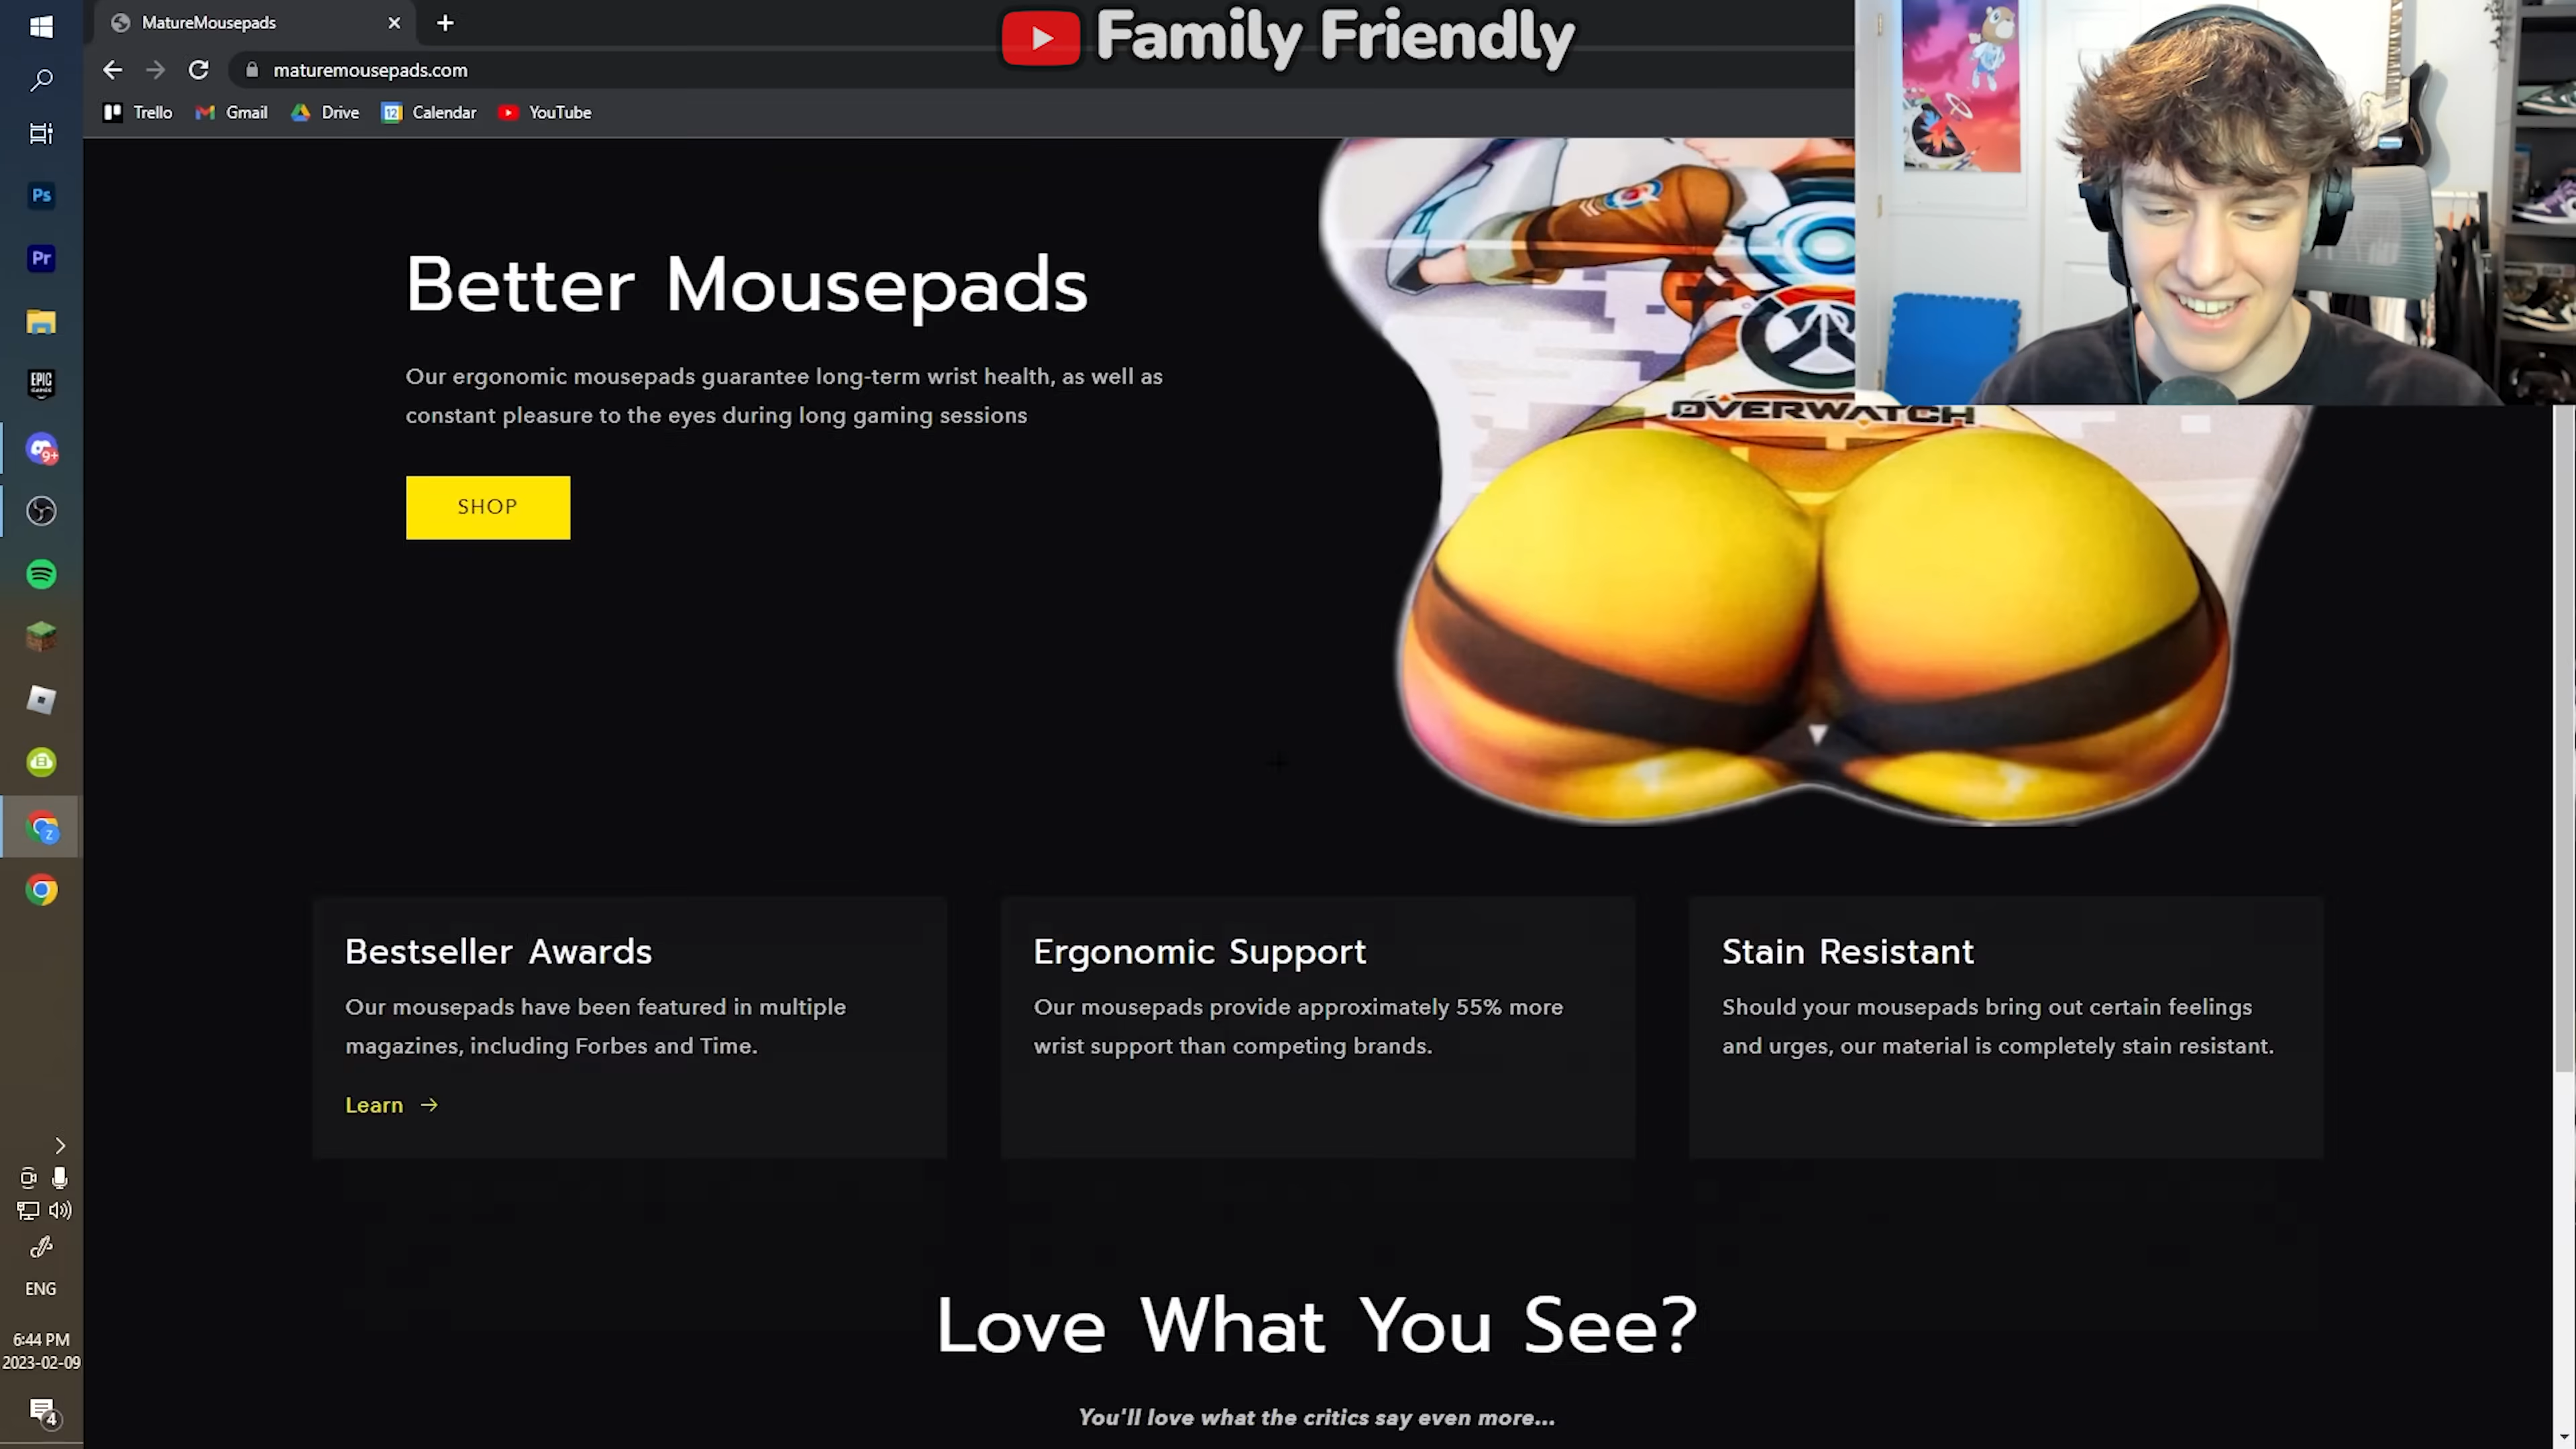 MatureMousepads
Family Friendly
maturemousepads.com
Trello
Gmail
Drive
12
Calendar
YouTube
Ps
Pr
EPIC
GAMES
9+
Z
Better Mousepads
Our ergonomic mousepads guarantee long-term wrist health, as well as
constant pleasure to the eyes during long gaming sessions
SHOP
OVERWATCH
Bestseller Awards
Our mousepads have been featured in multiple
magazines, including Forbes and Time.
Learn →
Ergonomic Support
Our mousepads provide approximately 55% more
wrist support than competing brands.
Stain Resistant
Should your mousepads bring out certain feelings
and urges, our material is completely stain resistant.
Love What You See?
You'll love what the critics say even more...
ENG
6:44 PM
2023-02-09
4